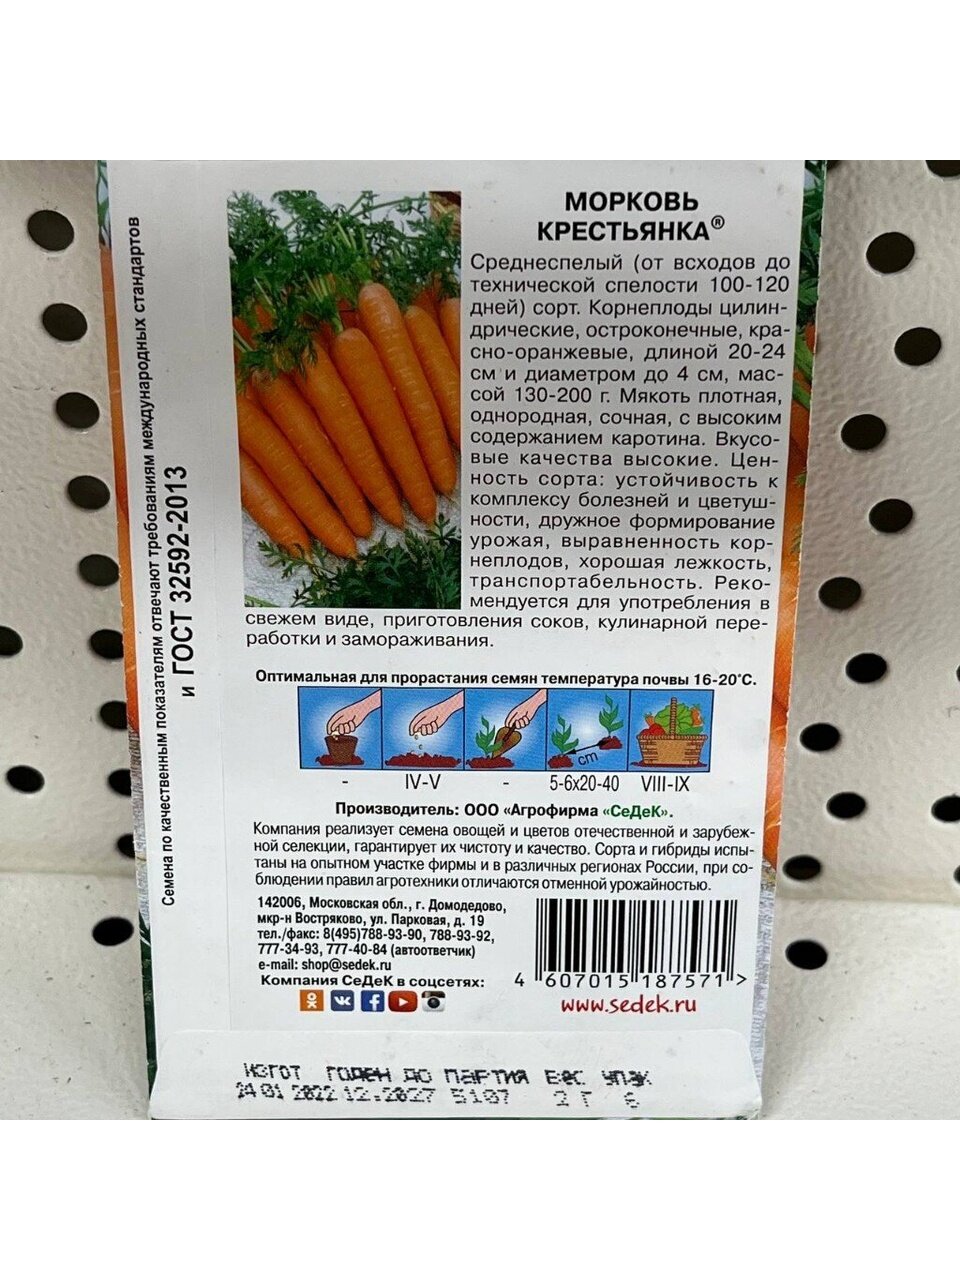 МОРКОВЬ
КРЕСТЬЯНКА®
Среднеспелый (от всходов до
технической спелости 100-120
дней) сорт. Корнеплоды цилин-
дрические, остроконечные, кра-
сно-оранжевые, длиной 20-24
см и диаметром до 4 см, мас-
сой 130-200 г. Мякоть плотная,
однородная, сочная, с высоким
содержанием каротина. Вкусо-
вые качества высокие. Цен-
ность сорта: устойчивость к
комплексу болезней и цветуш-
ности, дружное формирование
урожая, выравненность кор-
неплодов, хорошая лежкость,
транспортабельность. Реко-
мендуется для употребления в
свежем виде, приготовления соков, кулинарной пере-
работки и замораживания.
Семена по качественным показателям отвечают требованиям международных стандартов
и ГОСТ 32592-2013
Оптимальная для прорастания семян температура почвы 16-20°С.
cm
- IV-V - 5-6х20-40 VIII-IX
Производитель: ООО «Агрофирма «СеДеК».
Компания реализует семена овощей и цветов отечественной и зарубеж-
ной селекции, гарантирует их чистоту и качество. Сорта и гибриды испы-
таны на опытном участке фирмы и в различных регионах России, при со-
блюдении правил агротехники отличаются отменной урожайностью.
142006, Московская обл., г. Домодедово,
мкр-н Востряково, ул. Парковая, д. 19
тел./факс: 8(495)788-93-90, 788-93-92,
777-34-93, 777-40-84 (автоответчик)
e-mail: shop@sedek.ru
Компания СеДеК в соцсетях:
4 607015 187571 >
www.sedek.ru
ИЗГОТ ГОДЕН ДО ПАРТИЯ ВЕС УПАК
24.01 2022 12.2027 5107 2 Г 6